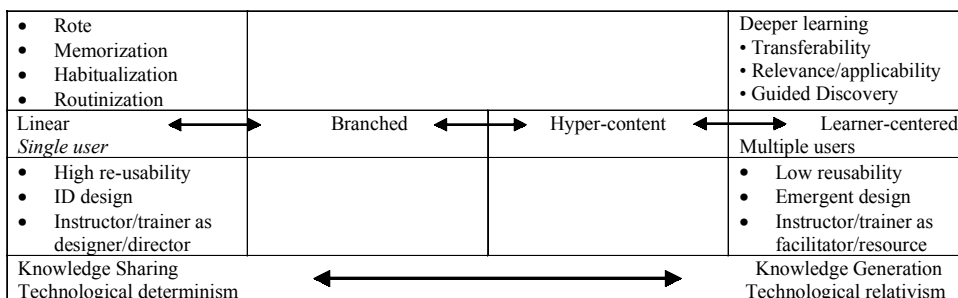 • Rote
• Memorization
• Habitualization
• Routinization
Deeper learning
• Transferability
• Relevance/applicability
• Guided Discovery
Linear
Single user
Branched
Hyper-content
Learner-centered
Multiple users
• High re-usability
• ID design
• Instructor/trainer as
designer/director
• Low reusability
• Emergent design
• Instructor/trainer as
facilitator/resource
Knowledge Sharing
Technological determinism
Knowledge Generation
Technological relativism